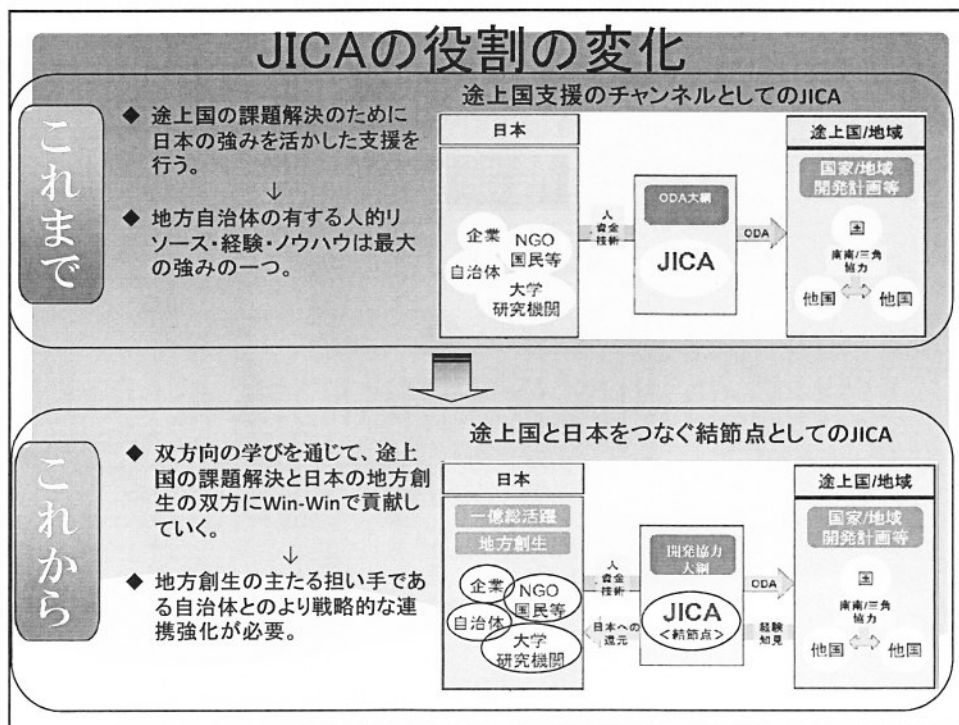 JICAの役割の変化
これまで
◆ 途上国の課題解決のために
日本の強みを活かした支援を
行う。
↓
◆ 地方自治体の有する人的リ
ソース・経験・ノウハウは最大
の強みの一つ。
途上国支援のチャンネルとしてのJICA
日本
企業
NGO
国民等
自治体
大学
研究機関
人
資金
技術
ODA大綱
JICA
ODA
途上国/地域
国家/地域
開発計画等
国
南南/三角
協力
他国
他国
これから
◆ 双方向の学びを通じて、途上
国の課題解決と日本の地方創
生の双方にWin-Winで貢献し
ていく。
↓
◆ 地方創生の主たる担い手であ
る自治体とのより戦略的な連
携強化が必要。
途上国と日本をつなぐ結節点としてのJICA
日本
一億総活躍
地方創生
企業
NGO
国民等
自治体
大学
研究機関
人
資金
技術
日本への
還元
開発協力
大綱
JICA
<結節点>
ODA
経験
知見
途上国/地域
国家/地域
開発計画等
国
南南/三角
協力
他国
他国